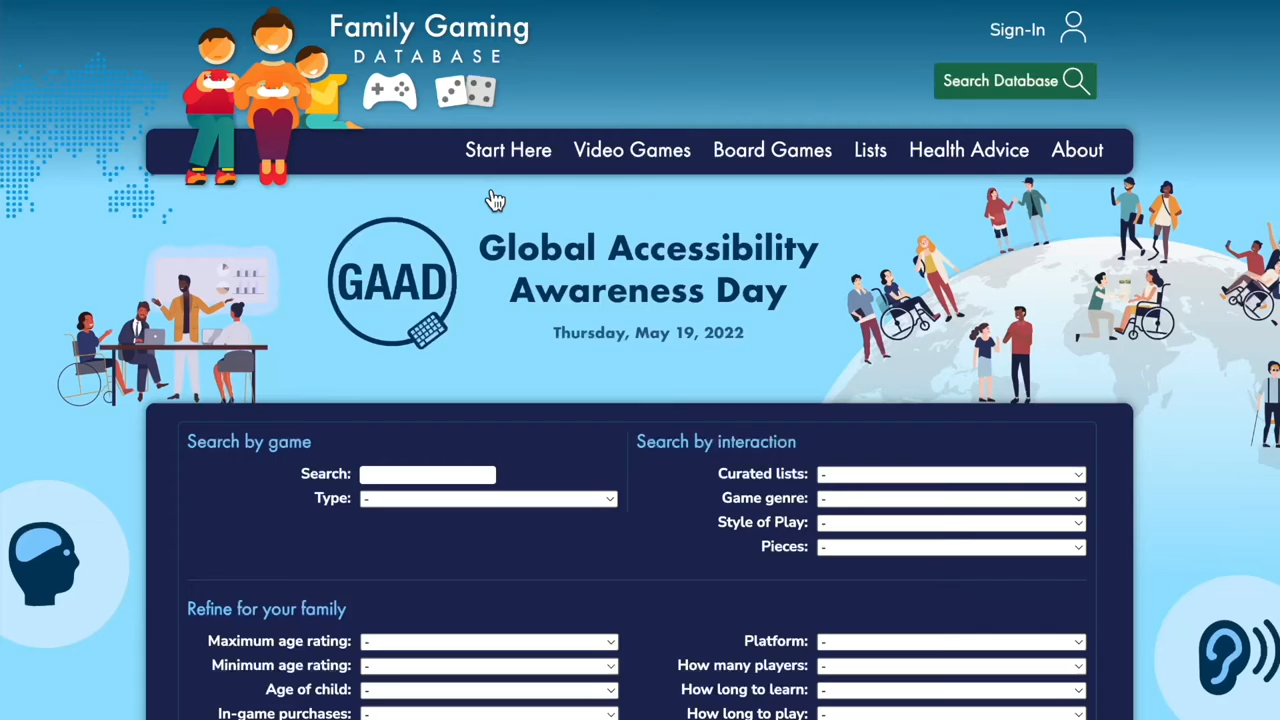 Family Gaming
DATABASE
Sign-In
Search Database
Start Here Video Games Board Games Lists Health Advice About
GAAD
Global Accessibility
Awareness Day
Thursday, May 19, 2022
Search by game
Search:
Type: -
Search by interaction
Curated lists: -
Game genre: -
Style of Play: -
Pieces: -
Refine for your family
Maximum age rating: -
Minimum age rating: -
Age of child: -
In-game purchases: -
Platform: -
How many players: -
How long to learn: -
How long to play: -